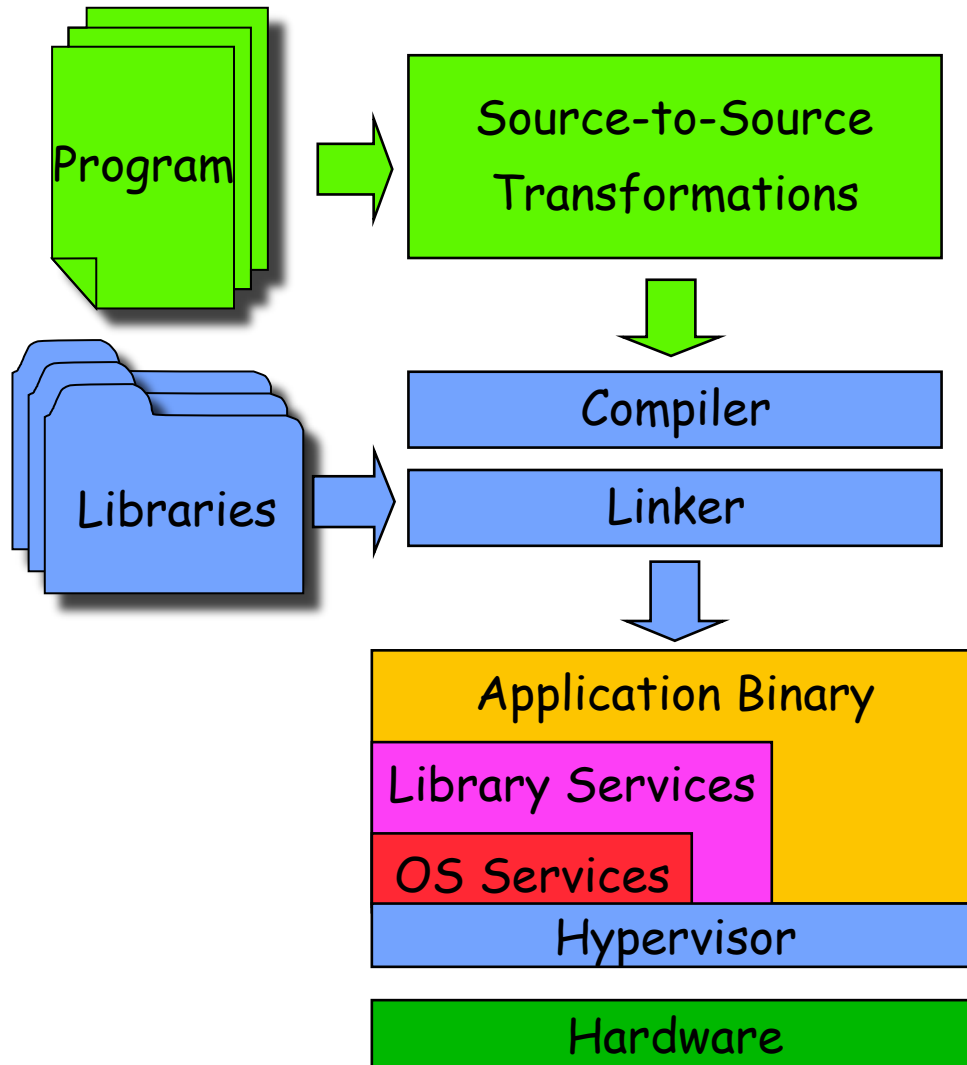 Program
Source-to-Source
Transformations
Compiler
Libraries
Linker
Application Binary
Library Services
OS Services
Hypervisor
Hardware